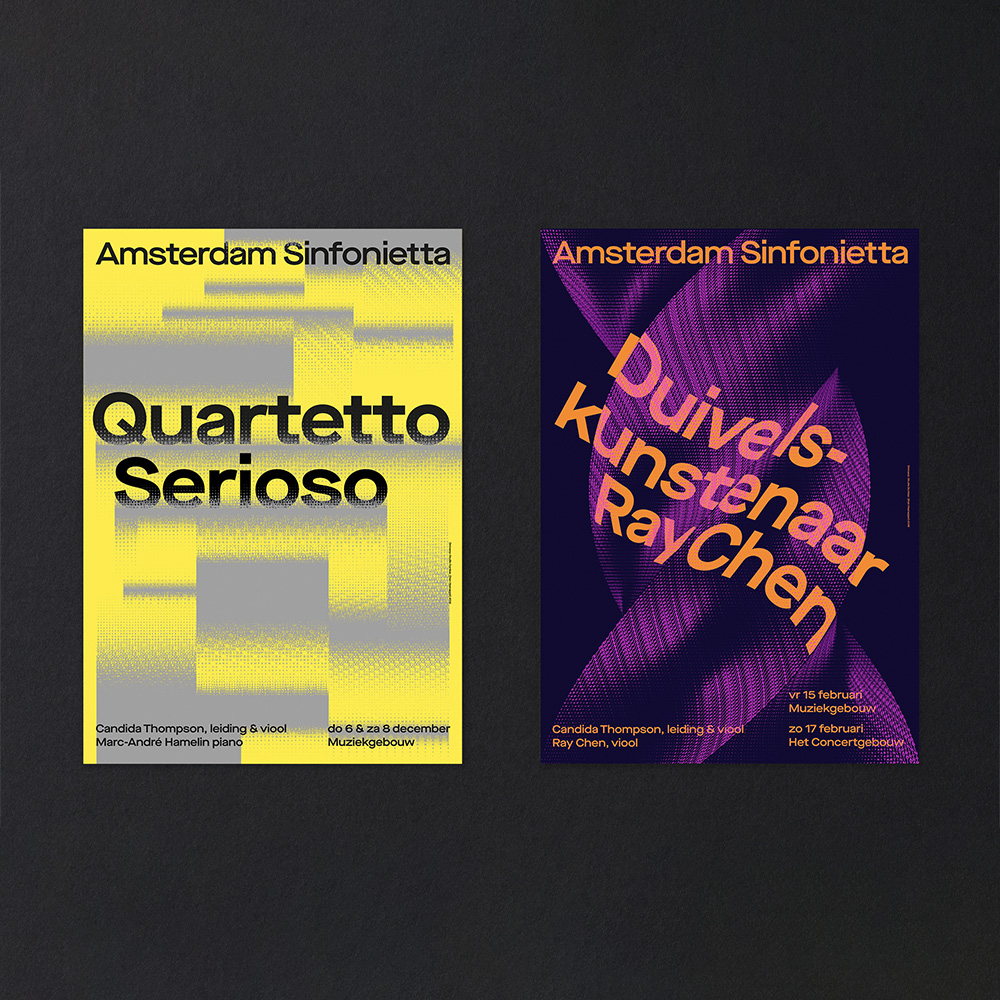 Amsterdam Sinfonietta
Quartetto
Serioso
Candida Thompson, leiding & viool
Marc-André Hamelin piano
do 6 & za 8 december
Muziekgebouw
Amsterdam Sinfonietta
Duivels-
kunstenaar
Ray Chen
vr 15 februari
Muziekgebouw
Candida Thompson, leiding & viool
Ray Chen, viool
zo 17 februari
Het Concertgebouw